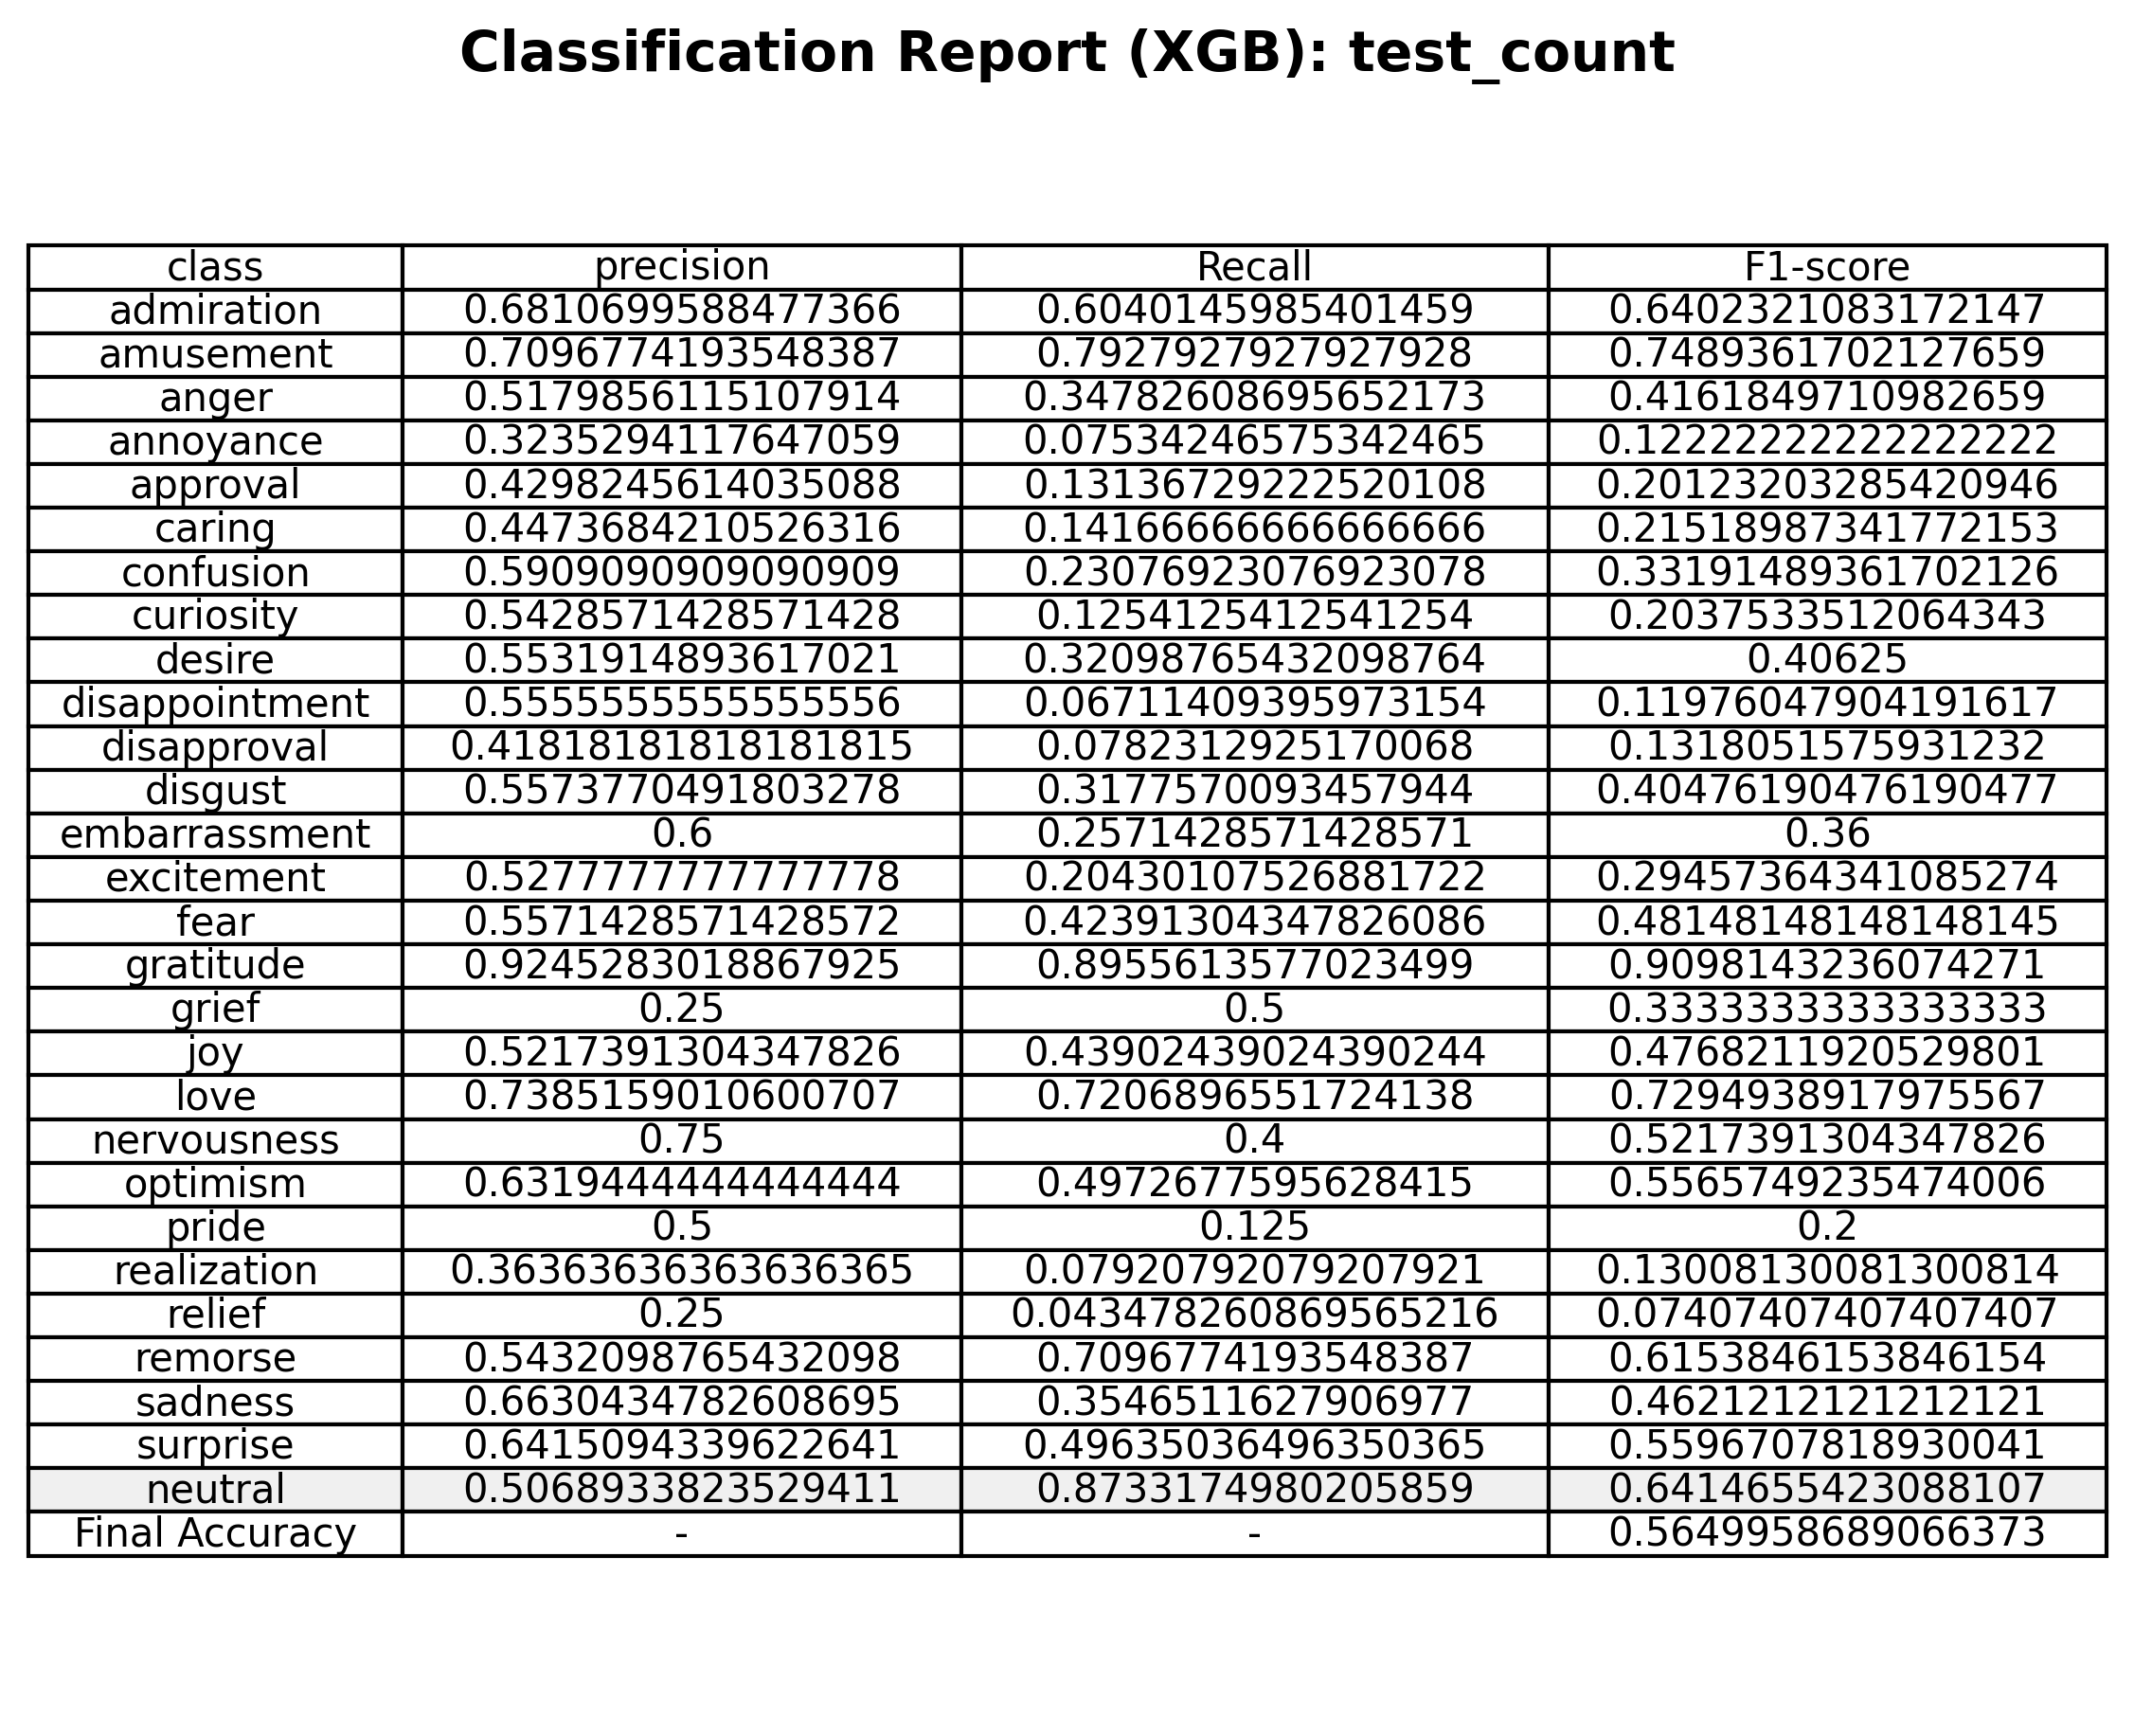 Classification Report (XGB): test_count
class precision Recall F1-score
admiration 0.6810699588477366 0.6040145985401459 0.6402321083172147
amusement 0.7096774193548387 0.7927927927927928 0.7489361702127659
anger 0.5179856115107914 0.34782608695652173 0.4161849710982659
annoyance 0.3235294117647059 0.07534246575342465 0.12222222222222222
approval 0.4298245614035088 0.13136729222520108 0.20123203285420946
caring 0.4473684210526316 0.14166666666666666 0.21518987341772153
confusion 0.5909090909090909 0.23076923076923078 0.33191489361702126
curiosity 0.5428571428571428 0.1254125412541254 0.2037533512064343
desire 0.5531914893617021 0.32098765432098764 0.40625
disappointment 0.5555555555555556 0.06711409395973154 0.11976047904191617
disapproval 0.41818181818181815 0.0782312925170068 0.1318051575931232
disgust 0.5573770491803278 0.3177570093457944 0.40476190476190477
embarrassment 0.6 0.2571428571428571 0.36
excitement 0.5277777777777778 0.20430107526881722 0.29457364341085274
fear 0.5571428571428572 0.42391304347826086 0.48148148148148145
gratitude 0.9245283018867925 0.8955613577023499 0.9098143236074271
grief 0.25 0.5 0.3333333333333333
joy 0.5217391304347826 0.43902439024390244 0.4768211920529801
love 0.7385159010600707 0.7206896551724138 0.7294938917975567
nervousness 0.75 0.4 0.5217391304347826
optimism 0.6319444444444444 0.4972677595628415 0.5565749235474006
pride 0.5 0.125 0.2
realization 0.36363636363636365 0.07920792079207921 0.13008130081300814
relief 0.25 0.043478260869565216 0.07407407407407407
remorse 0.5432098765432098 0.7096774193548387 0.6153846153846154
sadness 0.6630434782608695 0.3546511627906977 0.4621212121212121
surprise 0.6415094339622641 0.49635036496350365 0.5596707818930041
neutral 0.5068933823529411 0.8733174980205859 0.6414655423088107
Final Accuracy - - 0.5649958689066373